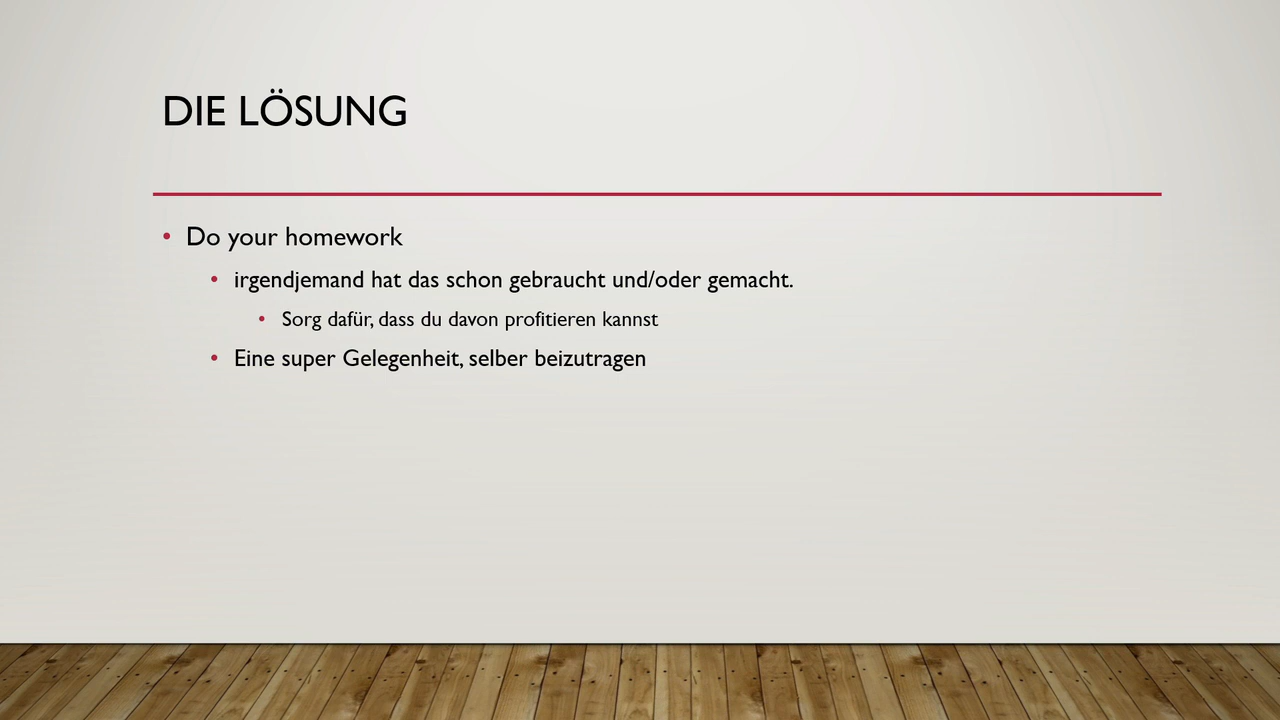 DIE LÖSUNG
• Do your homework
• irgendjemand hat das schon gebraucht und/oder gemacht.
• Sorg dafür, dass du davon profitieren kannst
• Eine super Gelegenheit, selber beizutragen